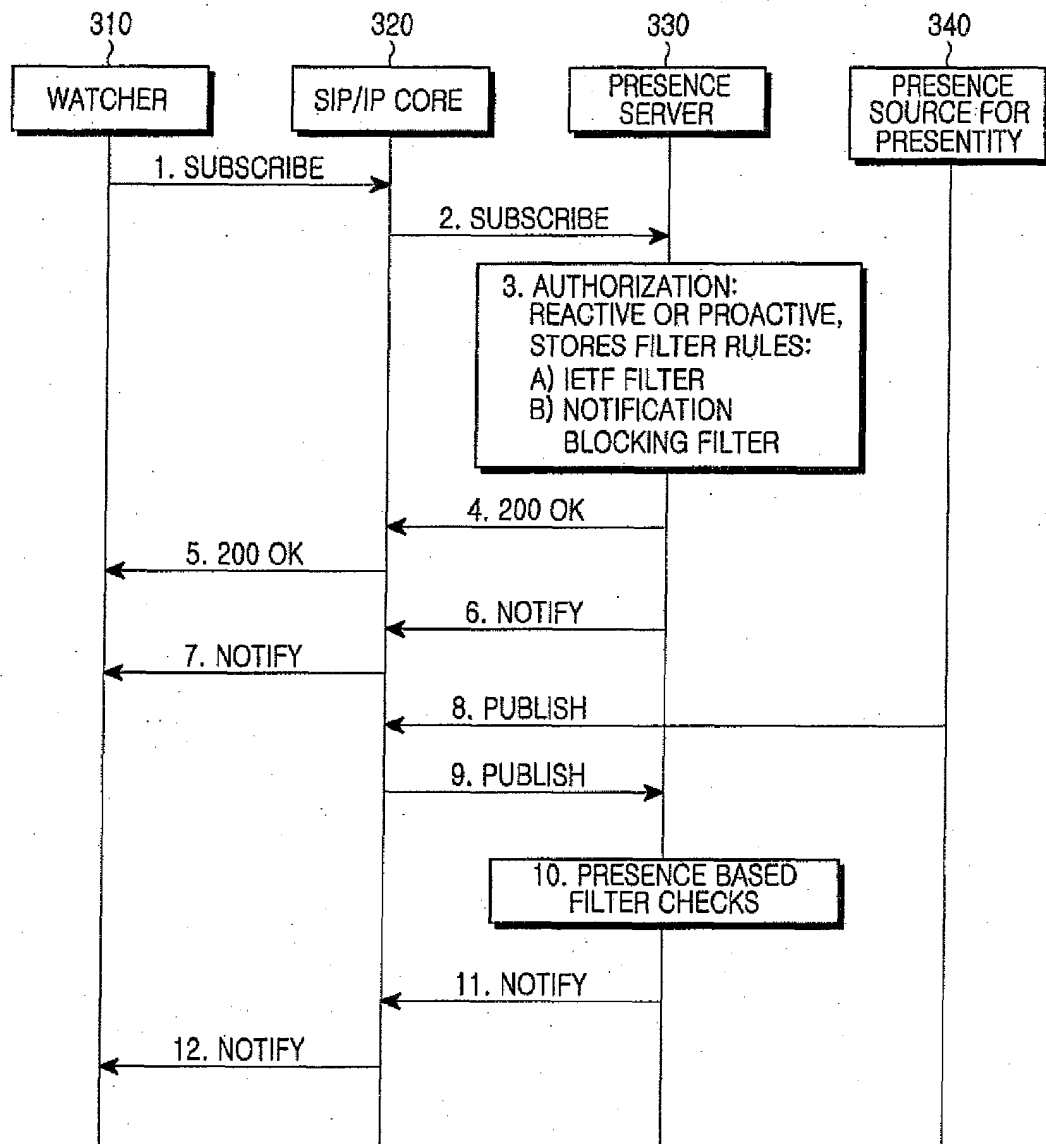 310
320
330
340
WATCHER
SIP/IP CORE
PRESENCE
SERVER
PRESENCE
SOURCE FOR
PRESENTITY
1. SUBSCRIBE
2. SUBSCRIBE
3. AUTHORIZATION:
REACTIVE OR PROACTIVE,
STORES FILTER RULES:
A) IETF FILTER
B) NOTIFICATION
BLOCKING FILTER
4. 200 OK
5. 200 OK
6. NOTIFY
7. NOTIFY
8. PUBLISH
9. PUBLISH
10. PRESENCE BASED
FILTER CHECKS
11. NOTIFY
12. NOTIFY